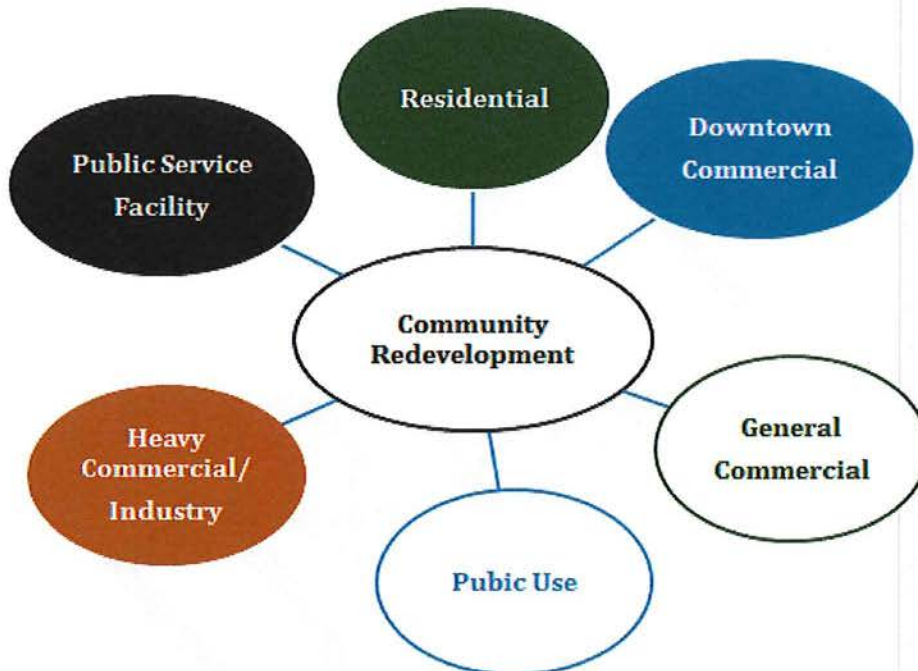 Residential
Downtown
Commercial
Public Service
Facility
Community
Redevelopment
General
Commercial
Heavy
Commercial/
Industry
Pubic Use